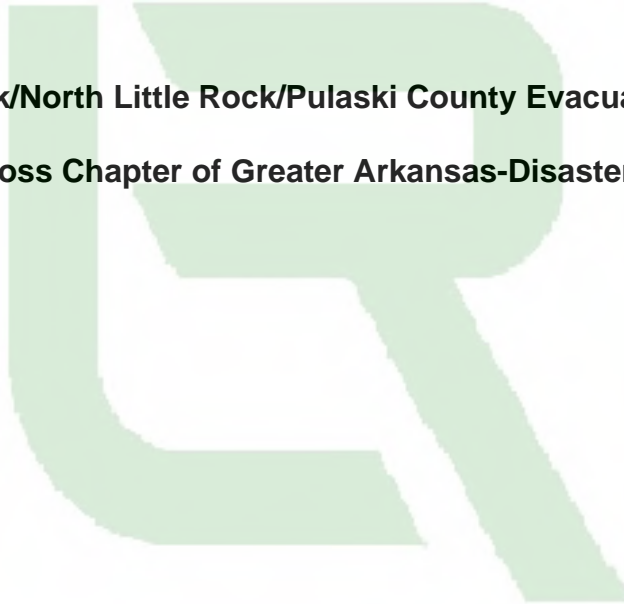 k/North Little Rock/Pulaski County Evacua
oss Chapter of Greater Arkansas-Disaster